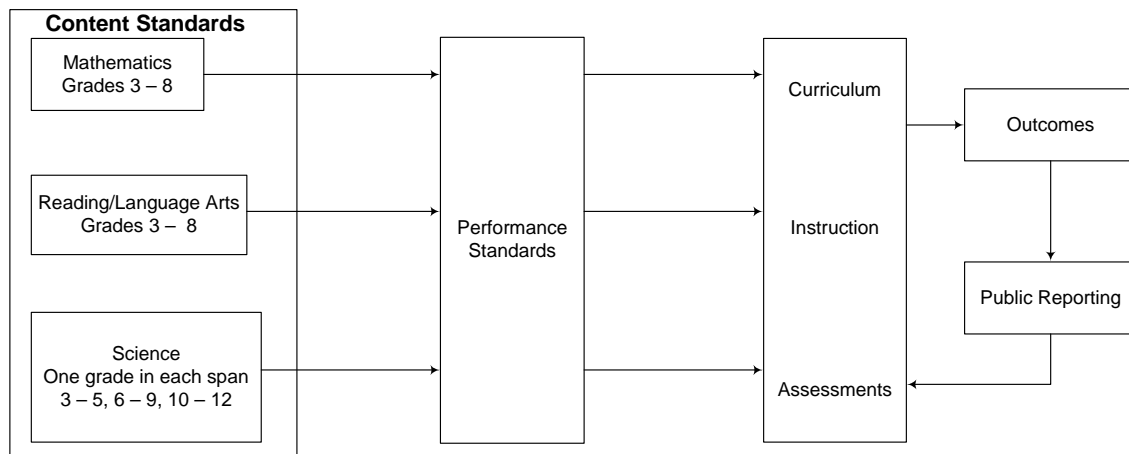 Content Standards
Mathematics
Grades 3 – 8
Reading/Language Arts
Grades 3 – 8
Science
One grade in each span
3 – 5, 6 – 9, 10 – 12
Performance
Standards
Curriculum
Instruction
Assessments
Outcomes
Public Reporting